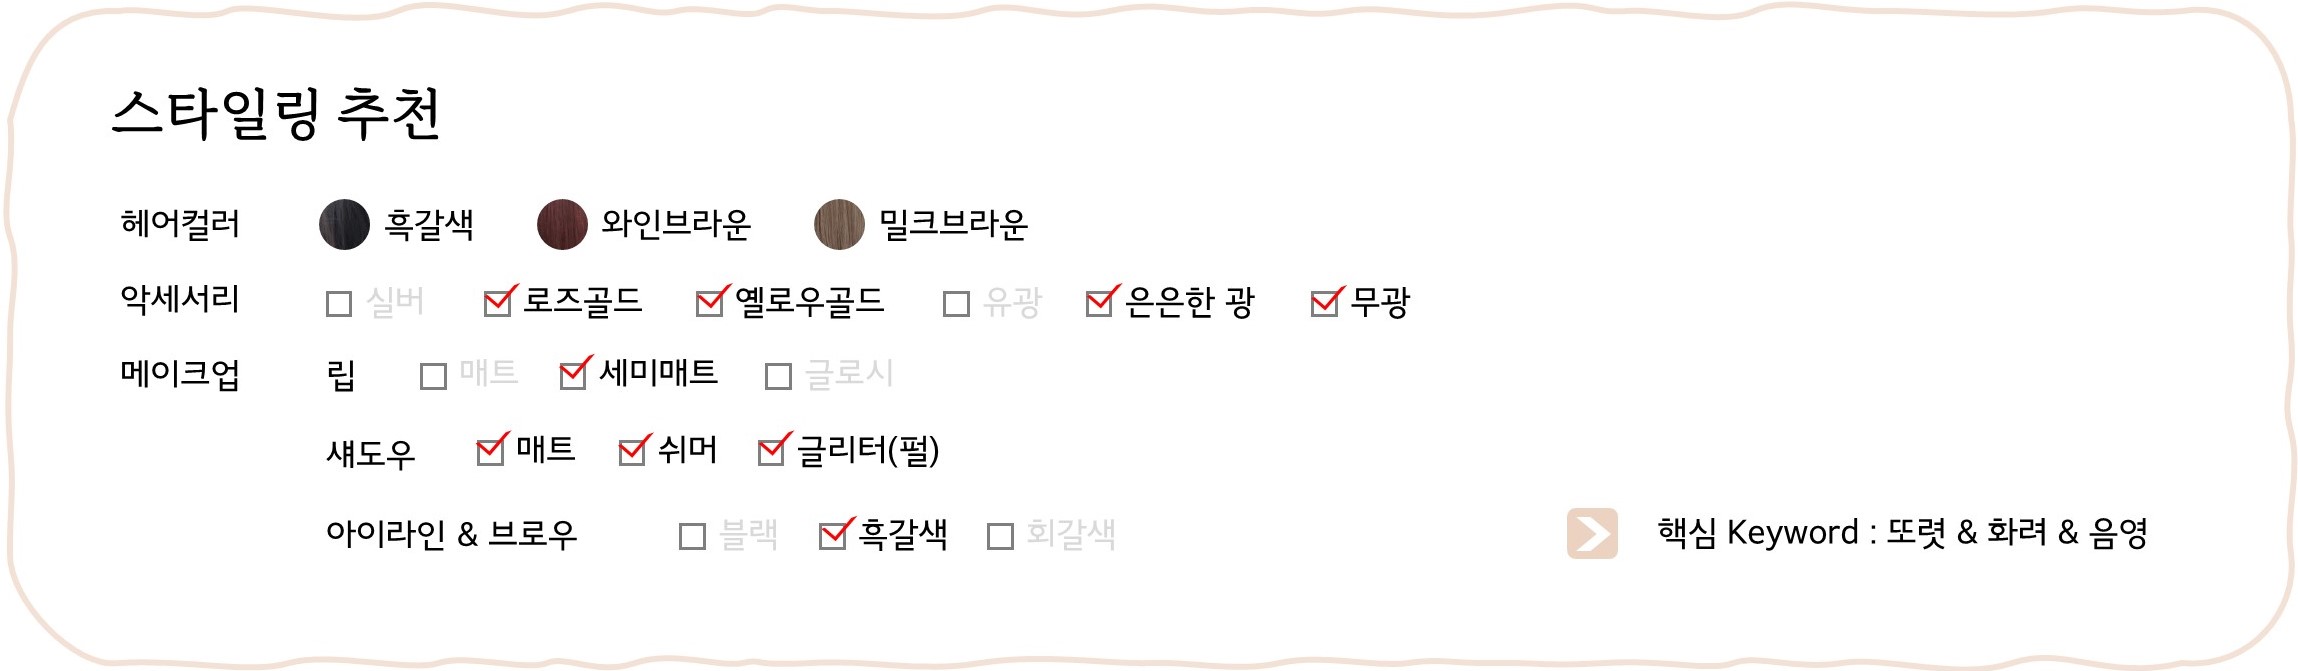 스타일링 추천
헤어컬러 흑갈색 와인브라운 밀크브라운
악세서리 실버 로즈골드 옐로우골드 유광 은은한 광 무광
메이크업 립 매트 세미매트 글로시
섀도우 매트 쉬머 글리터(펄)
아이라인 & 브로우 블랙 흑갈색 회갈색
핵심 Keyword : 또렷 & 화려 & 음영